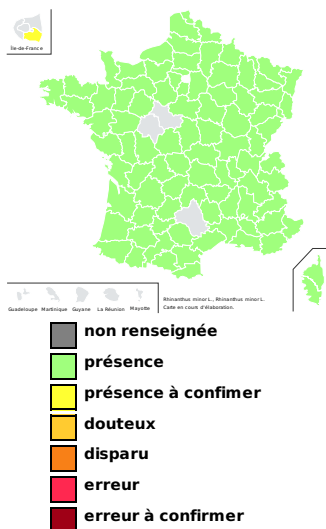 Île-de-France
Guadeloupe Martinique Guyane La Réunion Mayotte
Rhinanthus minor L., Rhinanthus minor L.
Carte en cours d'élaboration.
non renseignée
présence
présence à confimer
douteux
disparu
erreur
erreur à confirmer